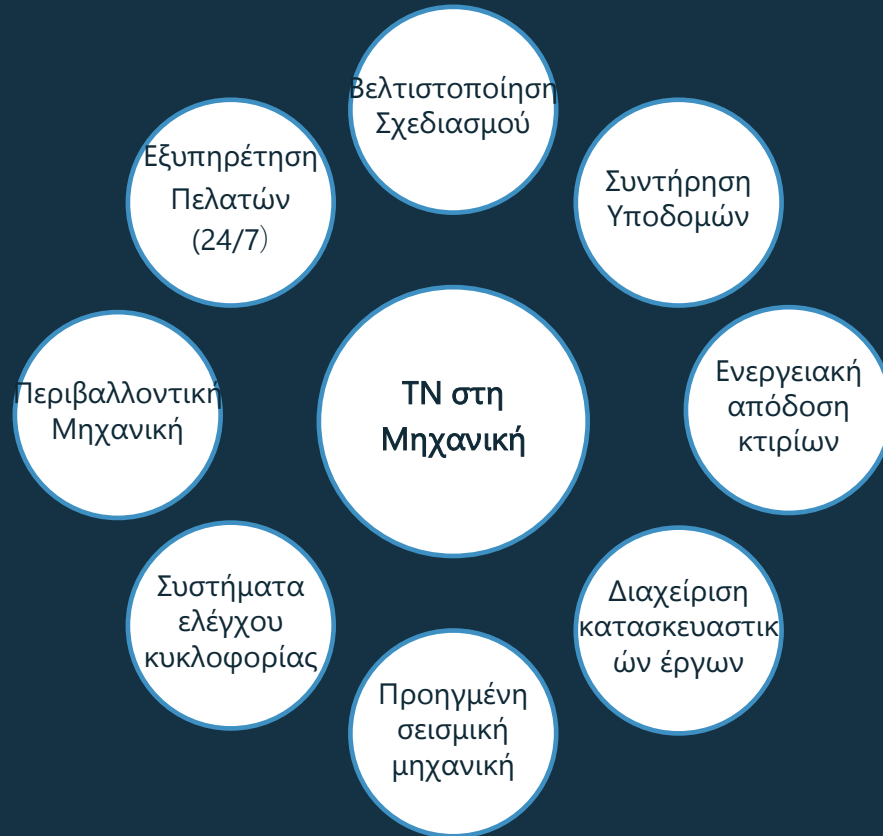 Βελτιστοποίηση
Σχεδιασμού
Εξυπηρέτηση
Πελατών
(24/7)
Συντήρηση
Υποδομών
Περιβαλλοντική
Μηχανική
ΤΝ στη
Μηχανική
Ενεργειακή
απόδοση
κτιρίων
Συστήματα
ελέγχου
κυκλοφορίας
Διαχείριση
κατασκευαστικ
ών έργων
Προηγμένη
σεισμική
μηχανική